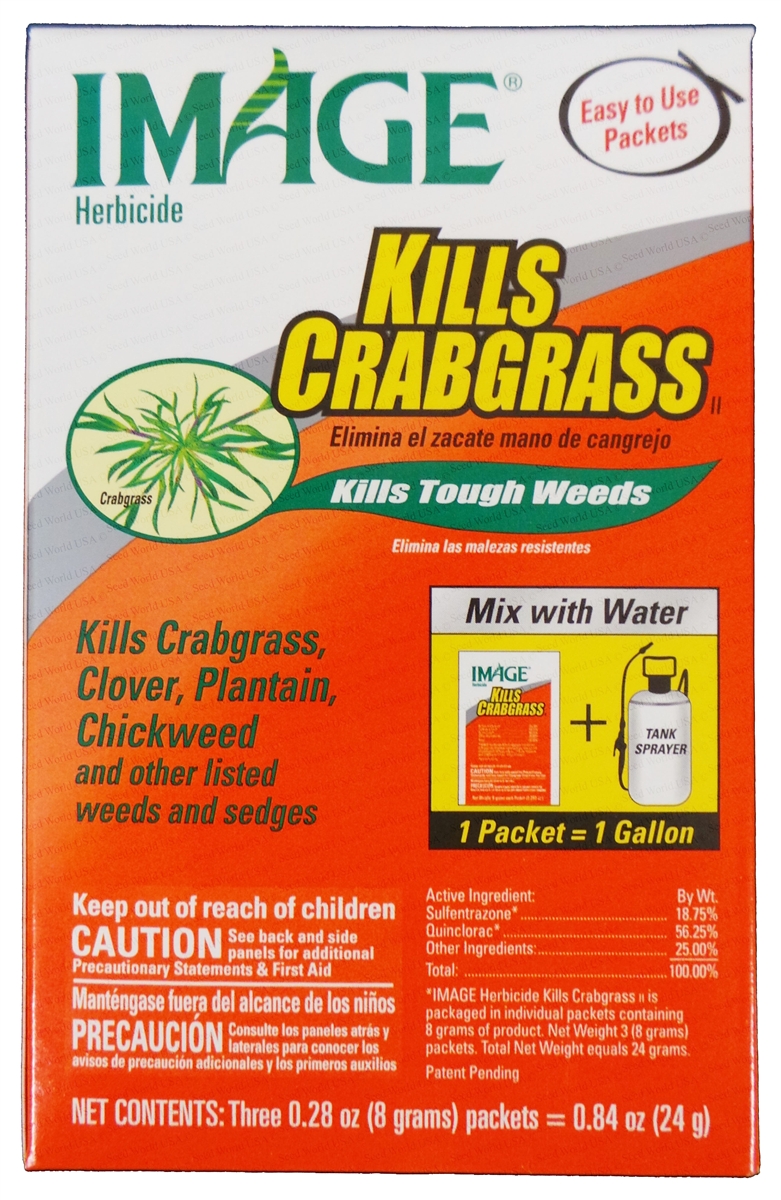 IMAGE®
Herbicide
Easy to Use
Packets
KILLS
CRABGRASS II
Elimina el zacate mano de cangrejo
Crabgrass
Kills Tough Weeds
Elimina las malezas resistentes
Kills Crabgrass,
Clover, Plantain,
Chickweed
and other listed
weeds and sedges
Mix with Water
IMAGE
Herbicide
KILLS
CRABGRASS
CAUTION
PRECAUCIÓN
+
TANK
SPRAYER
1 Packet = 1 Gallon
Keep out of reach of children
CAUTION See back and side
panels for additional
Precautionary Statements & First Aid
Manténgase fuera del alcance de los niños
PRECAUCIÓN Consulte los paneles atrás y
laterales para conocer los
avisos de precaución adicionales y los primeros auxilios
Active Ingredient: By Wt.
Sulfentrazone* 18.75%
Quinclorac* 56.25%
Other Ingredients: 25.00%
Total: 100.00%
*IMAGE Herbicide Kills Crabgrass II is
packaged in individual packets containing
8 grams of product. Net Weight 3 (8 grams)
packets. Total Net Weight equals 24 grams.
Patent Pending
NET CONTENTS: Three 0.28 oz (8 grams) packets = 0.84 oz (24 g)
Seed World USA ©